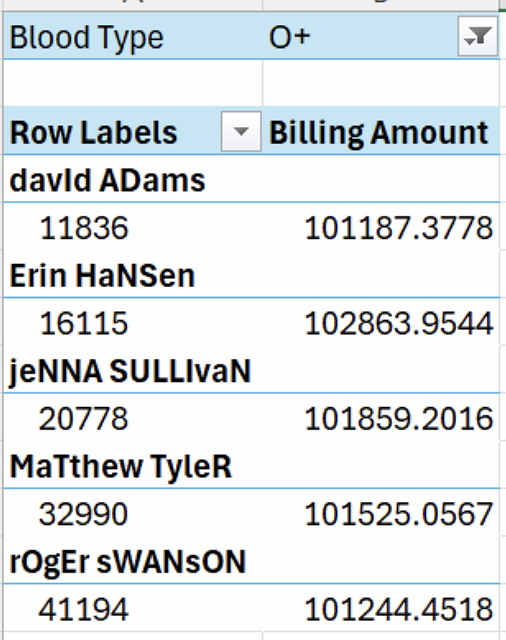 Blood Type O+
Row Labels Billing Amount
davId ADams
11836 101187.3778
Erin HaNSen
16115 102863.9544
jeNNA SULLIvaN
20778 101859.2016
MaTthew TyleR
32990 101525.0567
rOgEr sWANsON
41194 101244.4518